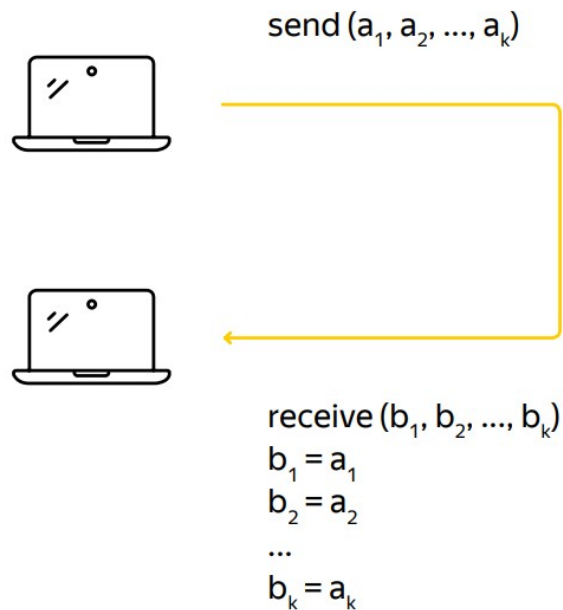 send (a₁, a₂, ..., aₖ)
receive (b₁, b₂, ..., bₖ)
b₁ = a₁
b₂ = a₂
...
bₖ = aₖ